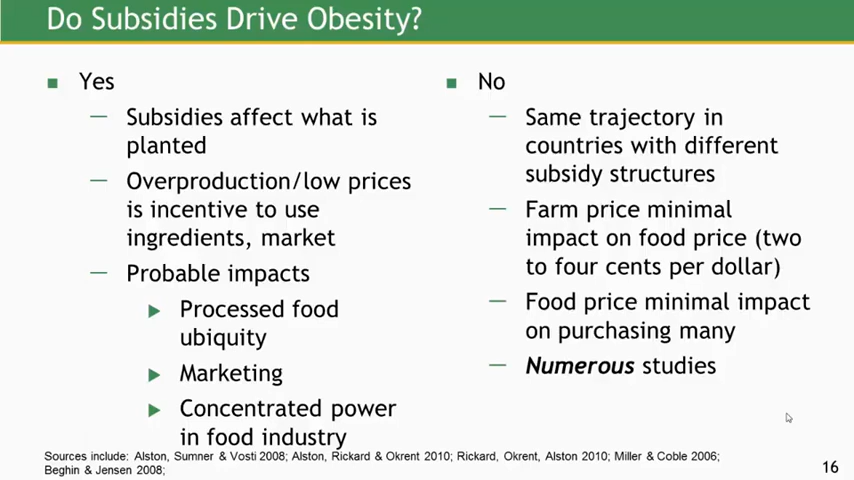 Do Subsidies Drive Obesity?
Yes
Subsidies affect what is
planted
Overproduction/low prices
is incentive to use
ingredients, market
Probable impacts
Processed food
ubiquity
Marketing
Concentrated power
in food industry
No
Same trajectory in
countries with different
subsidy structures
Farm price minimal
impact on food price (two
to four cents per dollar)
Food price minimal impact
on purchasing many
Numerous studies
Sources include: Alston, Sumner & Vosti 2008; Alston, Rickard & Okrent 2010; Rickard, Okrent, Alston 2010; Miller & Coble 2006;
Beghin & Jensen 2008;
16